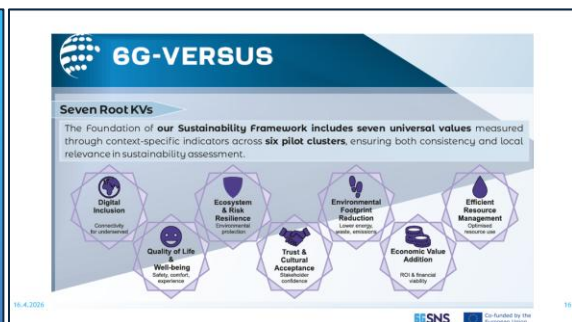 6G-VERSUS
Seven Root KVs
The Foundation of our Sustainability Framework includes seven universal values measured
through context-specific indicators across six pilot clusters, ensuring both consistency and local
relevance in sustainability assessment.
Digital
Inclusion
Connectivity
for underserved
Quality of Life
&
Well-being
Safety, comfort,
experience
Ecosystem
& Risk
Resilience
Environmental
protection
Trust &
Cultural
Acceptance
Stakeholder
confidence
Environmental
Footprint
Reduction
Lower energy,
waste, emissions
Economic Value
Addition
ROI & financial
viability
Efficient
Resource
Management
Optimised
resource use
16.4.2026
16
6GSNS
Co-funded by the
European Union